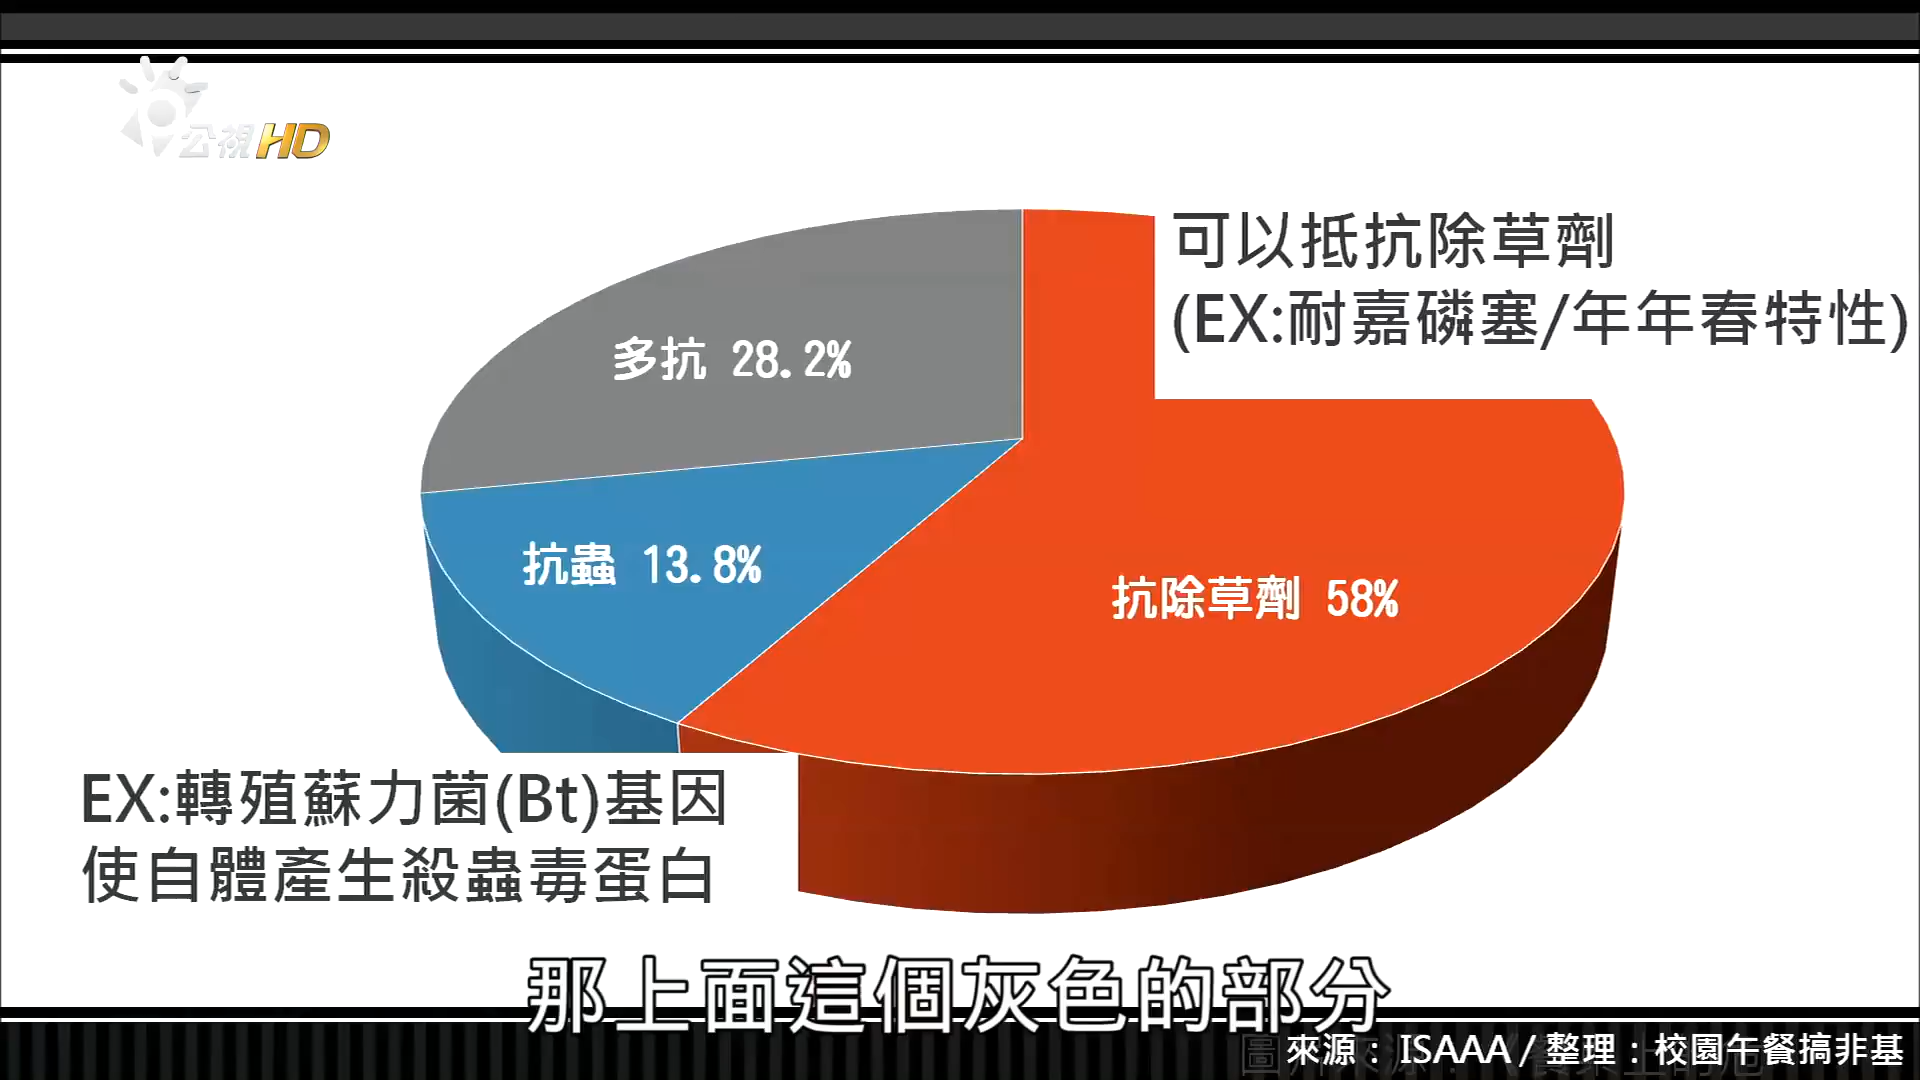 公視HD
可以抵抗除草劑
(EX:耐嘉磷塞/年年春特性)
多抗 28.2%
抗蟲 13.8%
抗除草劑 58%
EX:轉殖蘇力菌(Bt)基因
使自體產生殺蟲毒蛋白
那上面這個灰色的部分
來源：ISAAA / 整理：校園午餐搞非基